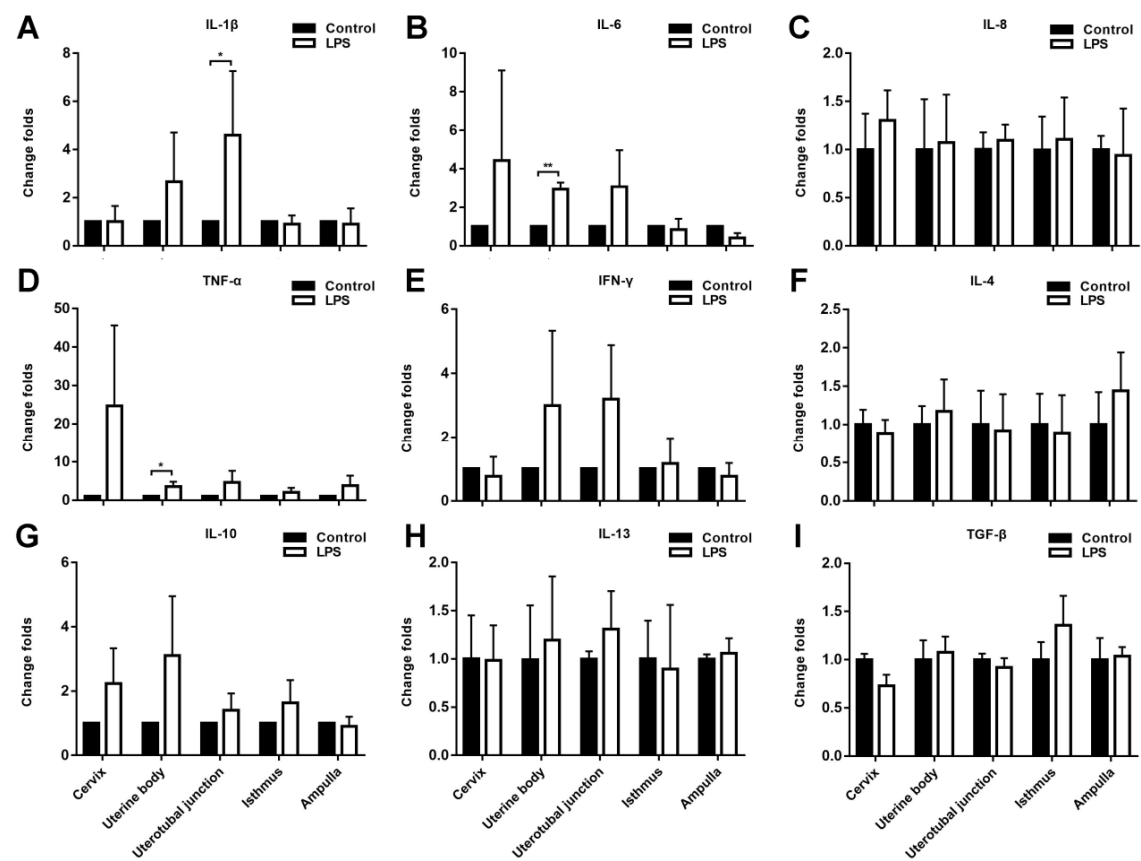 A
IL-1β
Control
LPS
*
Change folds
8
6
4
2
0
B
IL-6
Control
LPS
**
Change folds
10
8
6
4
2
0
C
IL-8
Control
LPS
Change folds
2.0
1.5
1.0
0.5
0.0
D
TNF-α
Control
LPS
*
Change folds
50
40
30
20
10
0
E
IFN-γ
Control
LPS
Change folds
6
4
2
0
F
IL-4
Control
LPS
Change folds
2.5
2.0
1.5
1.0
0.5
0.0
G
IL-10
Control
LPS
Change folds
6
4
2
0
Cervix
Uterine body
Uterotubal junction
Isthmus
Ampulla
H
IL-13
Control
LPS
Change folds
2.0
1.5
1.0
0.5
0.0
Cervix
Uterine body
Uterotubal junction
Isthmus
Ampulla
I
TGF-β
Control
LPS
Change folds
2.0
1.5
1.0
0.5
0.0
Cervix
Uterine body
Uterotubal junction
Isthmus
Ampulla